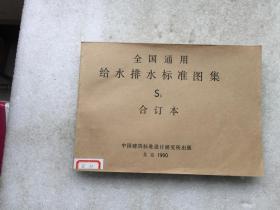 全国通用
给水排水标准图集
S
合订本
中国建筑标准设计研究所出版
北京 1990